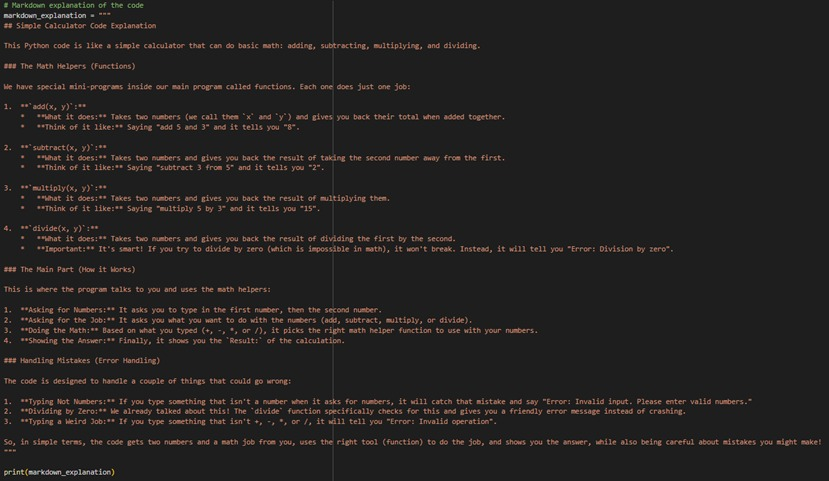 # Markdown explanation of the code
markdown_explanation = """
## Simple Calculator Code Explanation

This Python code is like a simple calculator that can do basic math: adding, subtracting, multiplying, and dividing.

### The Math Helpers (Functions)

We have special mini-programs inside our main program called functions. Each one does just one job:

1.  **`add(x, y)`:**
    *   **What it does:** Takes two numbers (we call them `x` and `y`) and gives you back their total when added together.
    *   **Think of it like:** Saying "add 5 and 3" and it tells you "8".

2.  **`subtract(x, y)`:**
    *   **What it does:** Takes two numbers and gives you back the result of taking the second number away from the first.
    *   **Think of it like:** Saying "subtract 3 from 5" and it tells you "2".

3.  **`multiply(x, y)`:**
    *   **What it does:** Takes two numbers and gives you back the result of multiplying them.
    *   **Think of it like:** Saying "multiply 5 by 3" and it tells you "15".

4.  **`divide(x, y)`:**
    *   **What it does:** Takes two numbers and gives you back the result of dividing the first by the second.
    *   **Important:** It's smart! If you try to divide by zero (which is impossible in math), it won't break. Instead, it will tell you "Error: Division by zero".

### The Main Part (How it Works)

This is where the program talks to you and uses the math helpers:

1.  **Asking for Numbers:** It asks you to type in the first number, then the second number.
2.  **Asking for the Job:** It asks you what you want to do with the numbers (add, subtract, multiply, or divide).
3.  **Doing the Math:** Based on what you typed (+, -, *, or /), it picks the right math helper function to use with your numbers.
4.  **Showing the Answer:** Finally, it shows you the `Result:` of the calculation.

### Handling Mistakes (Error Handling)

The code is designed to handle a couple of things that could go wrong:

1.  **Typing Not Numbers:** If you type something that isn't a number when it asks for numbers, it will catch that mistake and say "Error: Invalid input. Please enter valid numbers."
2.  **Dividing by Zero:** We already talked about this! The `divide` function specifically checks for this and gives you a friendly error message instead of crashing.
3.  **Typing a Weird Job:** If you type something that isn't +, -, *, or /, it will tell you "Error: Invalid operation".

So, in simple terms, the code gets two numbers and a math job from you, uses the right tool (function) to do the job, and shows you the answer, while also being careful about mistakes you might make!
"""

print(markdown_explanation)